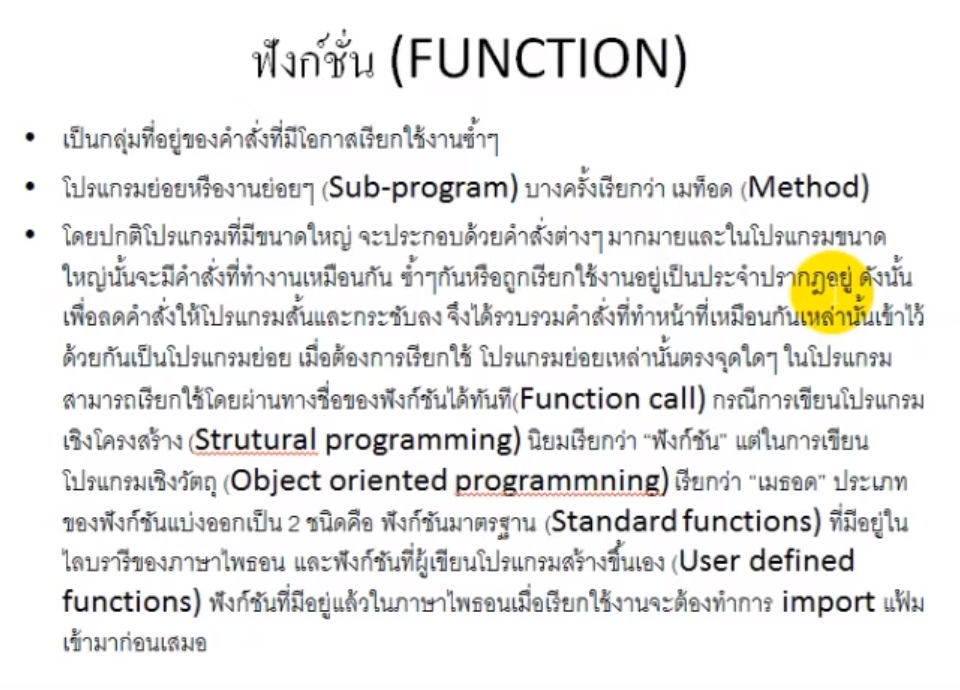 ฟังก์ชั่น (FUNCTION)
• เป็นกลุ่มที่อยู่ของคำสั่งที่มีโอกาสเรียกใช้งานซ้ำๆ
• โปรแกรมย่อยหรืองานย่อยๆ (Sub-program) บางครั้งเรียกว่า เมท็อด (Method)
• โดยปกติโปรแกรมที่มีขนาดใหญ่ จะประกอบด้วยคำสั่งต่างๆ มากมายและในโปรแกรมขนาด
ใหญ่นั้นจะมีคำสั่งที่ทำงานเหมือนกัน ซ้ำๆกันหรือถูกเรียกใช้งานอยู่เป็นประจำปรากฏอยู่ ดังนั้น
เพื่อลดคำสั่งให้โปรแกรมสั้นและกระชับลง จึงได้รวบรวมคำสั่งที่ทำหน้าที่เหมือนกันเหล่านั้นเข้าไว้
ด้วยกันเป็นโปรแกรมย่อย เมื่อต้องการเรียกใช้ โปรแกรมย่อยเหล่านั้นตรงจุดใดๆ ในโปรแกรม
สามารถเรียกใช้โดยผ่านทางชื่อของฟังก์ชันได้ทันที(Function call) กรณีการเขียนโปรแกรม
เชิงโครงสร้าง (Strutural programming) นิยมเรียกว่า "ฟังก์ชัน" แต่ในการเขียน
โปรแกรมเชิงวัตถุ (Object oriented programmning) เรียกว่า "เมธอด" ประเภท
ของฟังก์ชันแบ่งออกเป็น 2 ชนิดคือ ฟังก์ชันมาตรฐาน (Standard functions) ที่มีอยู่ใน
ไลบรารีของภาษาไพธอน และฟังก์ชันที่ผู้เขียนโปรแกรมสร้างขึ้นเอง (User defined
functions) ฟังก์ชันที่มีอยู่แล้วในภาษาไพธอนเมื่อเรียกใช้งานจะต้องทำการ import แฟ้ม
เข้ามาก่อนเสมอ